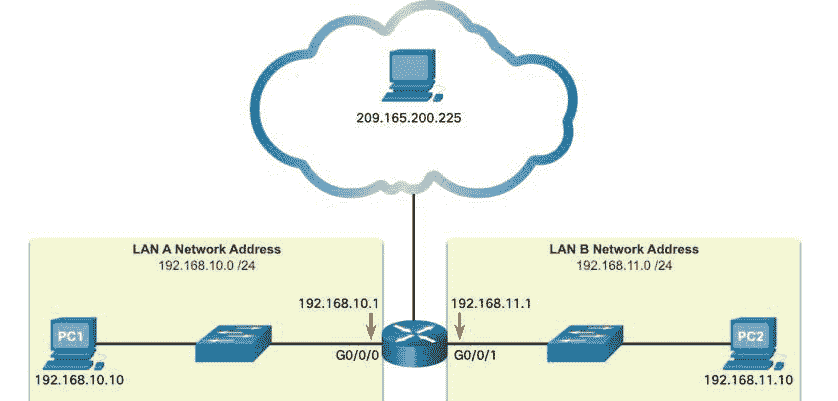 209.165.200.225
LAN A Network Address
192.168.10.0 /24
LAN B Network Address
192.168.11.0 /24
192.168.10.1
192.168.11.1
PC1
PC2
G0/0/0
G0/0/1
192.168.10.10
192.168.11.10